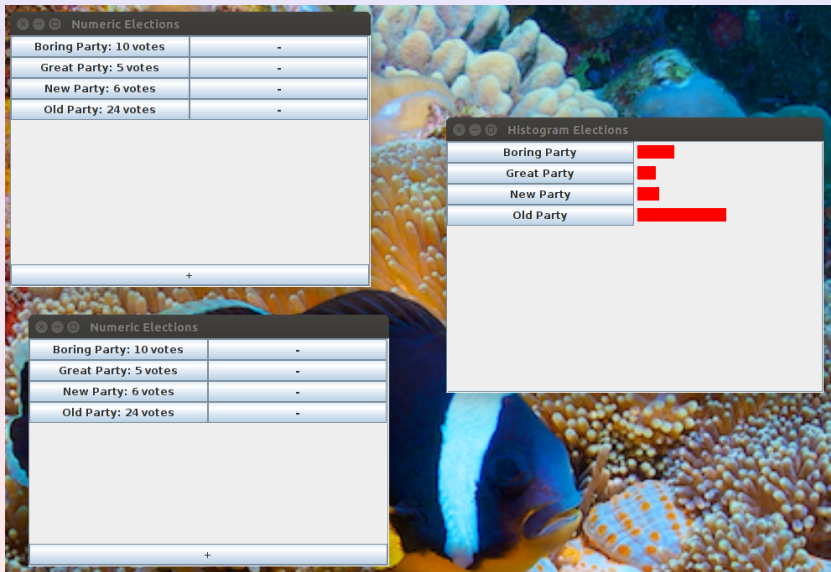 Numeric Elections
Boring Party: 10 votes -
Great Party: 5 votes -
New Party: 6 votes -
Old Party: 24 votes -
+
Histogram Elections
Boring Party
Great Party
New Party
Old Party
Numeric Elections
Boring Party: 10 votes -
Great Party: 5 votes -
New Party: 6 votes -
Old Party: 24 votes -
+